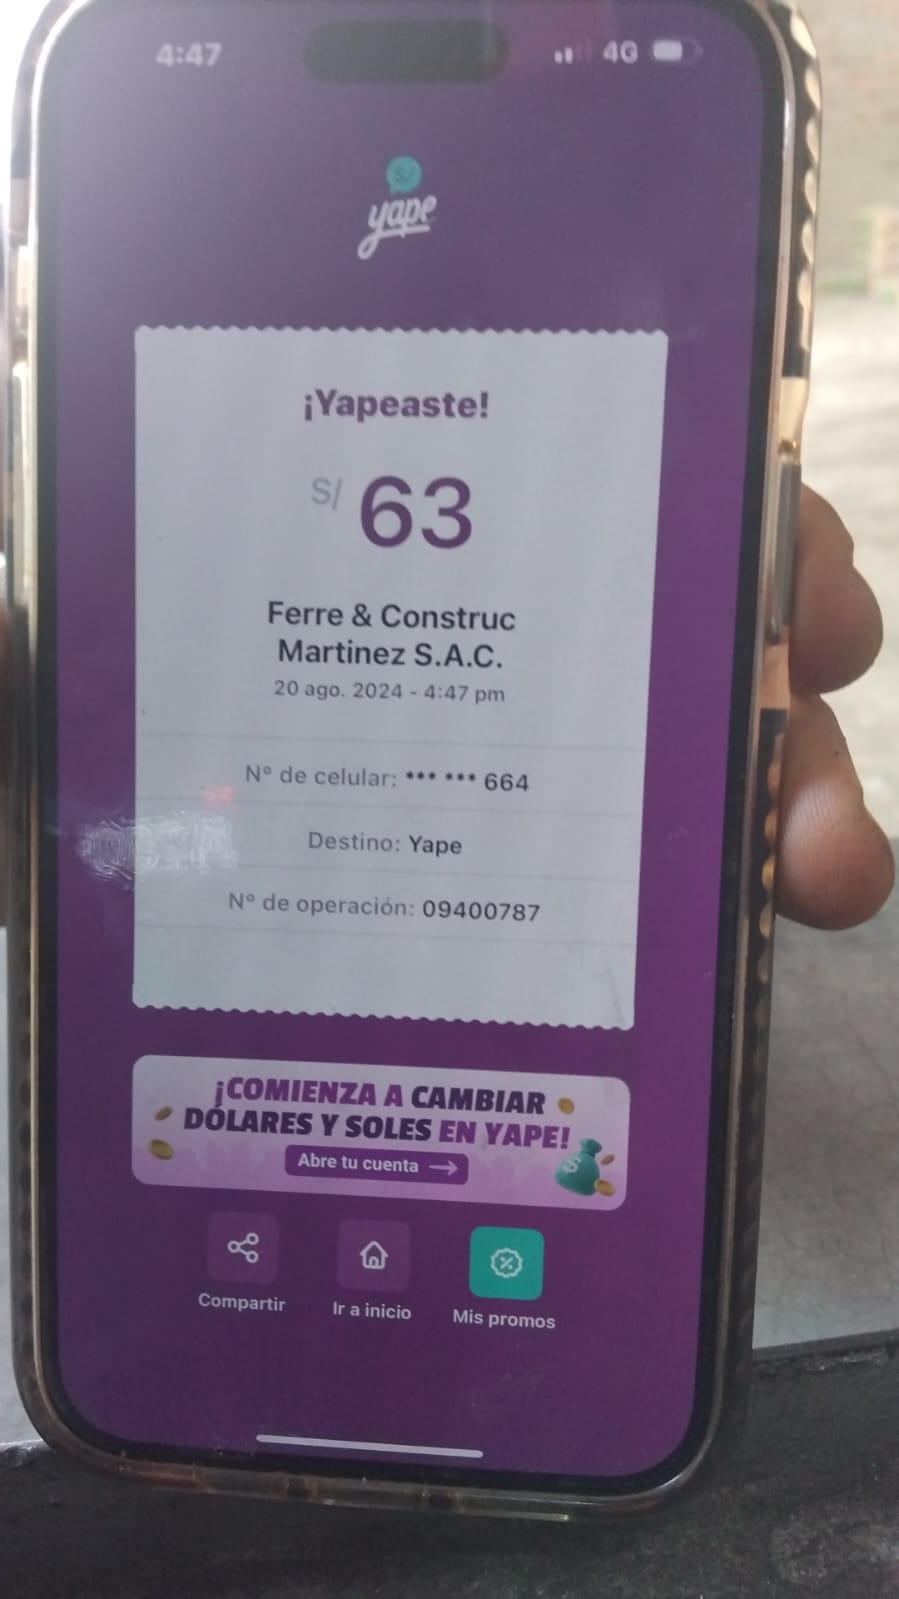 4:47
4G
S/
yape
¡Yapeaste!
S/ 63
Ferre & Construc
Martinez S.A.C.
20 ago. 2024 - 4:47 pm
N° de celular: *** *** 664
Destino: Yape
N° de operación: 09400787
¡COMIENZA A CAMBIAR
DÓLARES Y SOLES EN YAPE!
Abre tu cuenta →
$
Compartir
Ir a inicio
Mis promos